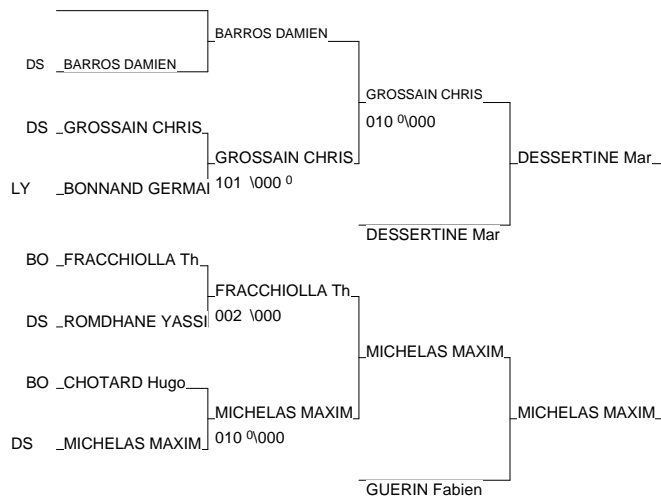 BARROS DAMIEN
DS BARROS DAMIEN
GROSSAIN CHRIS
010 0\000
DS GROSSAIN CHRIS
GROSSAIN CHRIS
101 \000 0
DESSERTINE Mar
LY BONNAND GERMAI
DESSERTINE Mar
BO FRACCHIOLLA Th
FRACCHIOLLA Th
002 \000
DS ROMDHANE YASSI
MICHELAS MAXIM
BO CHOTARD Hugo
MICHELAS MAXIM
010 0\000
MICHELAS MAXIM
DS MICHELAS MAXIM
GUERIN Fabien